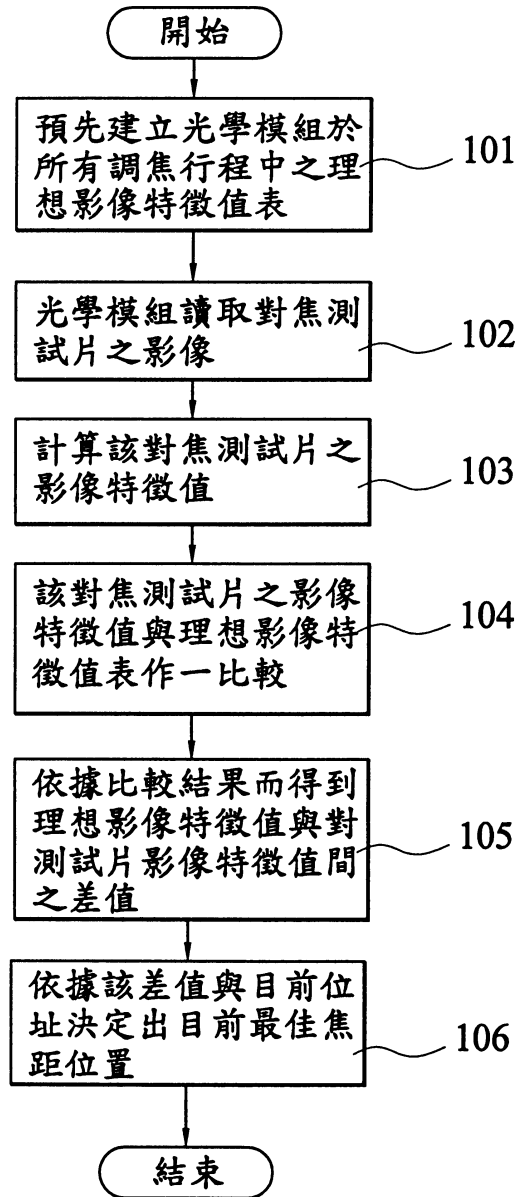 開始
預先建立光學模組於
所有調焦行程中之理
想影像特徵值表
101
光學模組讀取對焦測
試片之影像
102
計算該對焦測試片之
影像特徵值
103
該對焦測試片之影像
特徵值與理想影像特
徵值表作一比較
104
依據比較結果而得到
理想影像特徵值與對
測試片影像特徵值間
之差值
105
依據該差值與目前位
址決定出目前最佳焦
距位置
106
結束